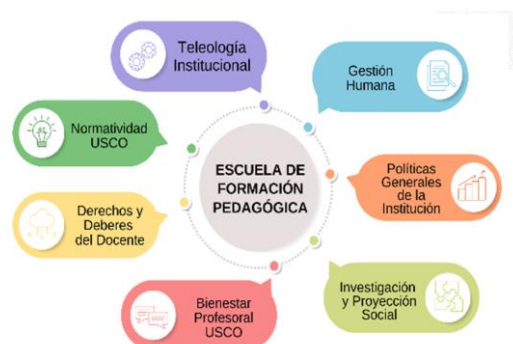 Teleología
Institucional
Gestión
Humana
Normatividad
USCO
ESCUELA DE
FORMACIÓN
PEDAGÓGICA
Políticas
Generales
de la
Institución
Derechos y
Deberes
del Docente
Bienestar
Profesoral
USCO
Investigación
y Proyección
Social